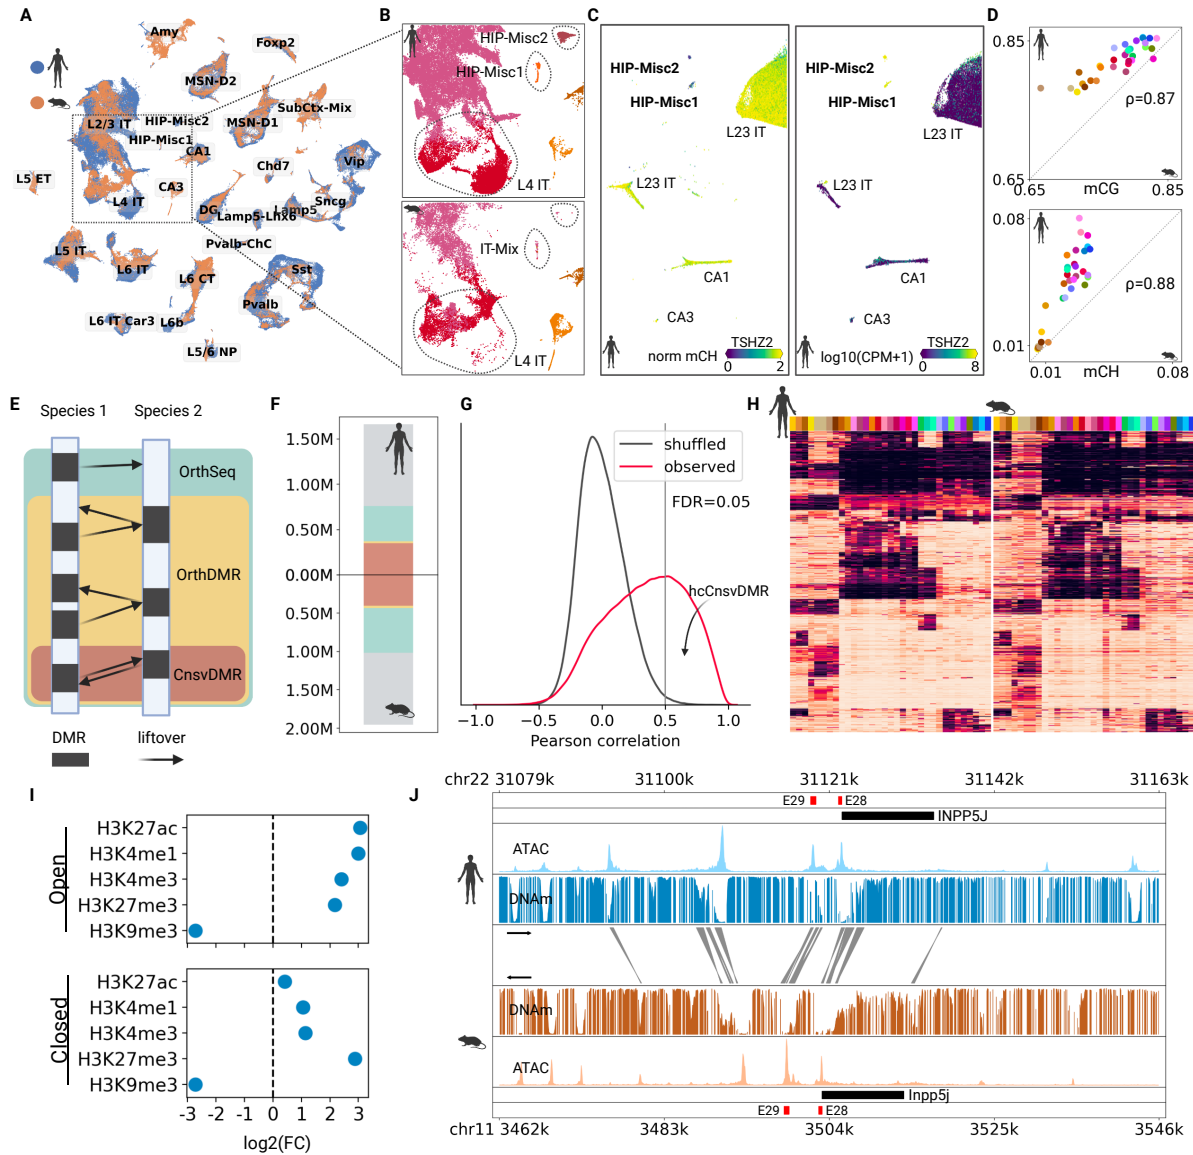 A
Amy
Foxp2
MSN-D2
SubCtx-Mix
L2/3 IT
HIP-Misc2
MSN-D1
HIP-Misc1
CA1
Chd7
Vip
L5 ET
CA3
L4 IT
DG
Lamp5
Sncg
Lamp5-Lhx6
Pvalb-ChC
L5 IT
L6 IT
L6 CT
Sst
Pvalb
L6 IT Car3
L6b
L5/6 NP
B
HIP-Misc2
HIP-Misc1
L4 IT
IT-Mix
L4 IT
C
HIP-Misc2
HIP-Misc1
L23 IT
L23 IT
CA1
CA3
TSHZ2
norm mCH
0 2
HIP-Misc2
HIP-Misc1
L23 IT
L23 IT
CA1
CA3
TSHZ2
log10(CPM+1)
0 8
D
0.85
ρ=0.87
0.65
0.65 mCG 0.85
0.08
ρ=0.88
0.01
0.01 mCH 0.08
E
Species 1 Species 2
OrthSeq
OrthDMR
CnsvDMR
DMR liftover
F
1.50M
1.00M
0.50M
0.00M
0.50M
1.00M
1.50M
2.00M
G
shuffled
observed
FDR=0.05
hcCnsvDMR
−1.0 −0.5 0.0 0.5 1.0
Pearson correlation
H
I
Open
H3K27ac
H3K4me1
H3K4me3
H3K27me3
H3K9me3
Closed
H3K27ac
H3K4me1
H3K4me3
H3K27me3
H3K9me3
-3 -2 -1 0 1 2 3
log2(FC)
J
chr22 31079k 31100k 31121k 31142k 31163k
E29 E28
INPP5J
ATAC
DNAm
DNAm
ATAC
Inpp5j
E29 E28
chr11 3462k 3483k 3504k 3525k 3546k